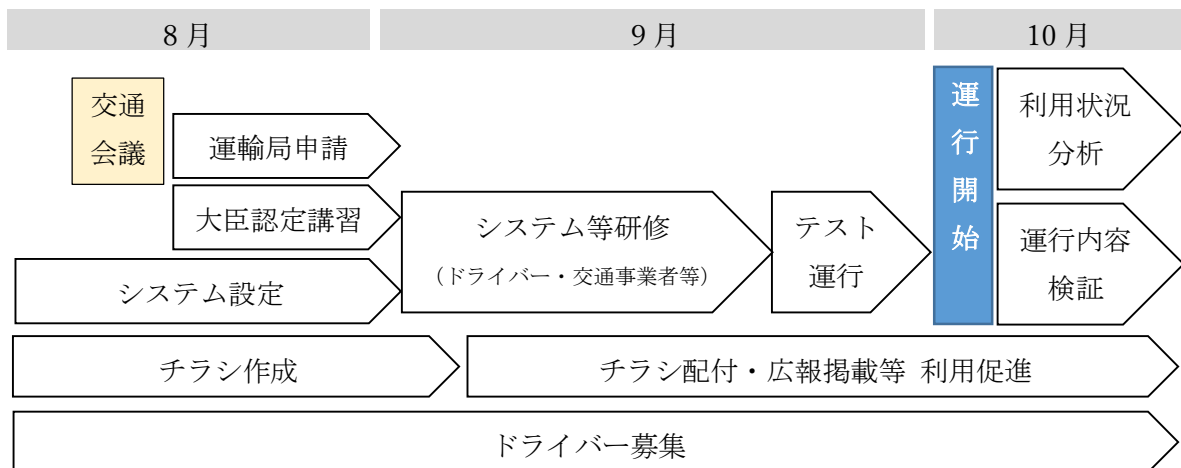 8月
9月
10月
交通
会議
運輸局申請
大臣認定講習
システム設定
システム等研修
（ドライバー・交通事業者等）
テスト
運行
運行開始
利用状況
分析
運行内容
検証
チラシ作成
チラシ配付・広報掲載等 利用促進
ドライバー募集